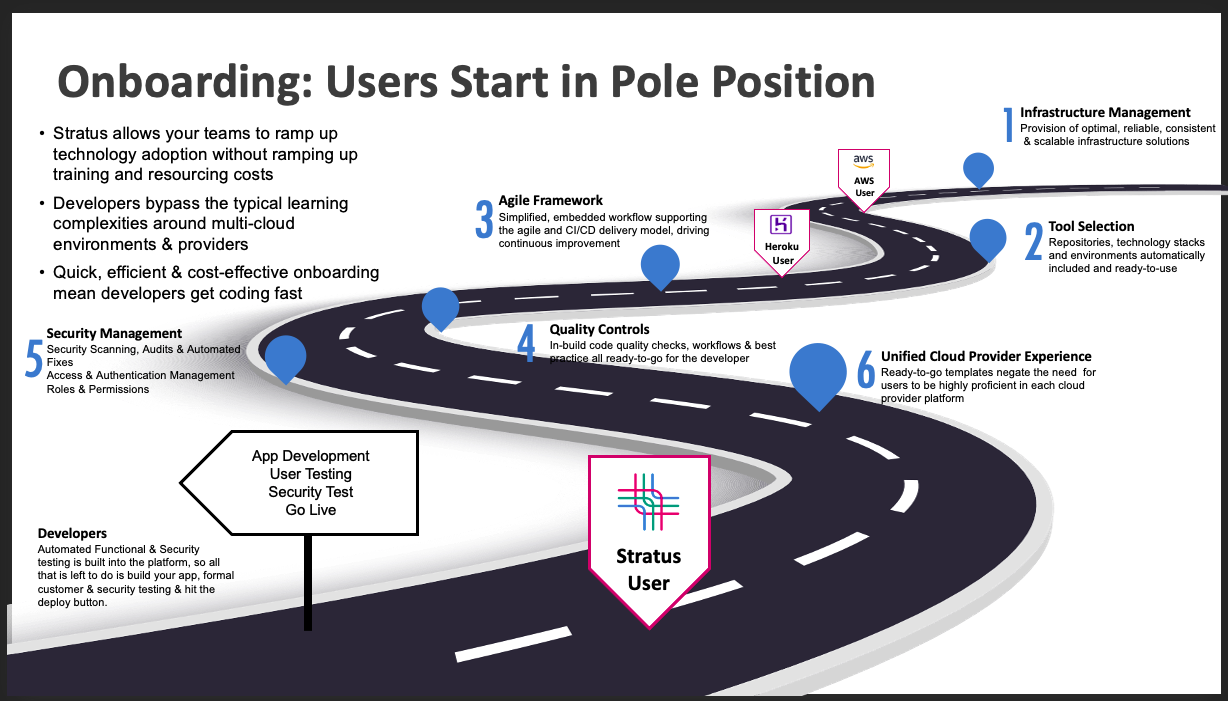 Onboarding: Users Start in Pole Position
• Stratus allows your teams to ramp up
technology adoption without ramping up
training and resourcing costs
• Developers bypass the typical learning
complexities around multi-cloud
environments & providers
• Quick, efficient & cost-effective onboarding
mean developers get coding fast
1
Infrastructure Management
Provision of optimal, reliable, consistent
& scalable infrastructure solutions
aws
AWS
User
2
Tool Selection
Repositories, technology stacks
and environments automatically
included and ready-to-use
3
Agile Framework
Simplified, embedded workflow supporting
the agile and CI/CD delivery model, driving
continuous improvement
Heroku
User
4
Quality Controls
In-build code quality checks, workflows & best
practice all ready-to-go for the developer
5
Security Management
Security Scanning, Audits & Automated
Fixes
Access & Authentication Management
Roles & Permissions
6
Unified Cloud Provider Experience
Ready-to-go templates negate the need for
users to be highly proficient in each cloud
provider platform
App Development
User Testing
Security Test
Go Live
Stratus
User
Developers
Automated Functional & Security
testing is built into the platform, so all
that is left to do is build your app, formal
customer & security testing & hit the
deploy button.